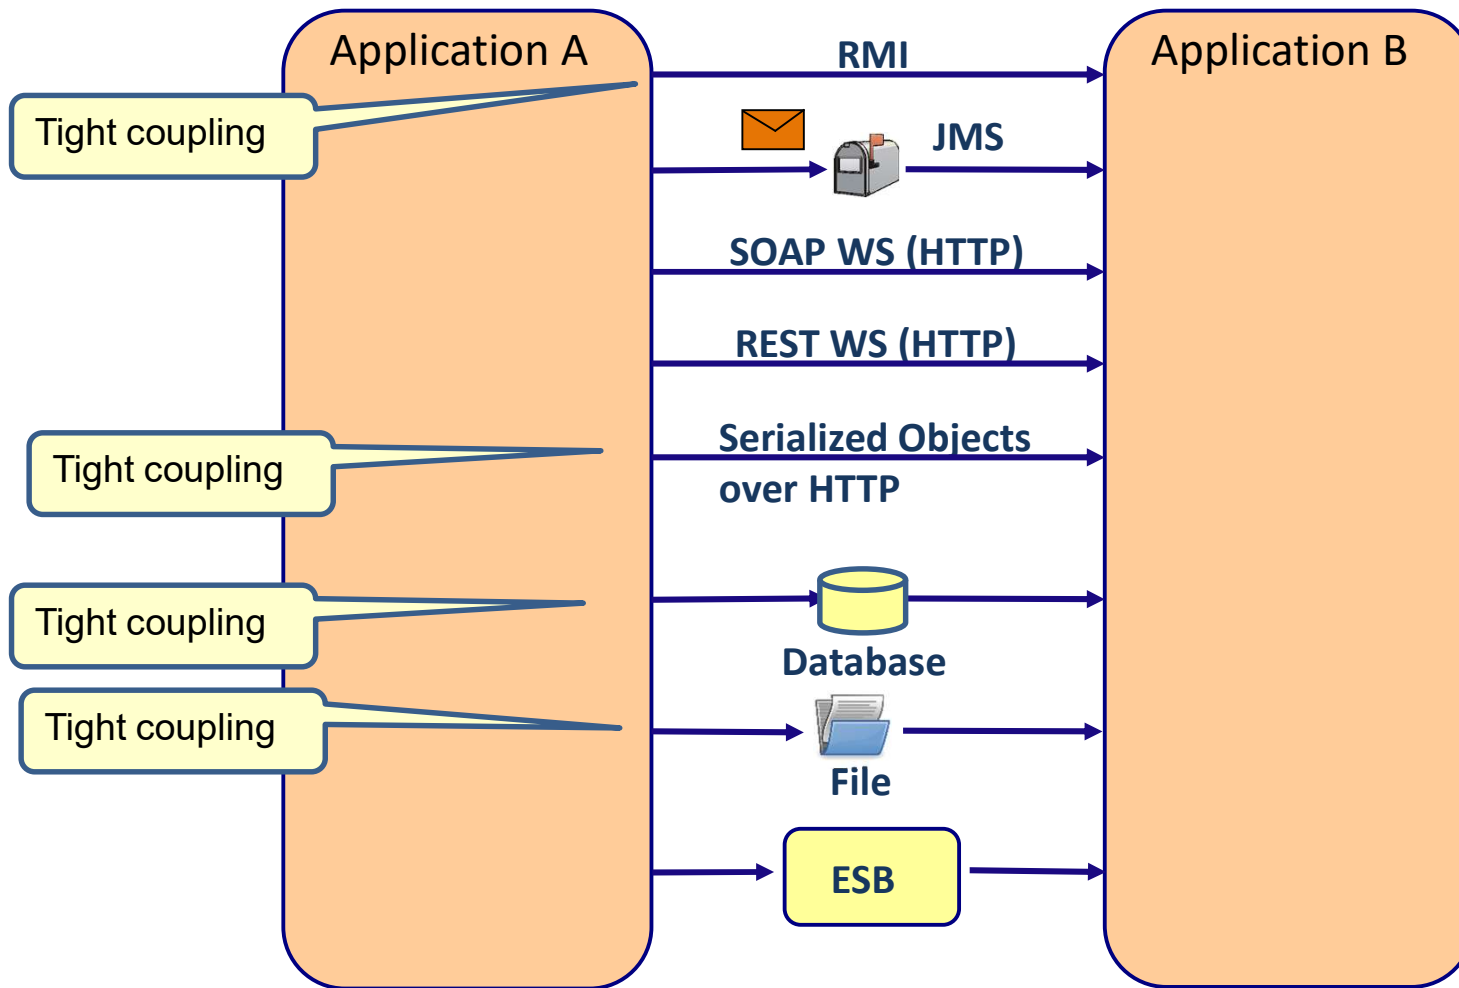 Application A
RMI
Application B
Tight coupling
JMS
SOAP WS (HTTP)
REST WS (HTTP)
Serialized Objects
over HTTP
Tight coupling
Tight coupling
Database
Tight coupling
File
ESB